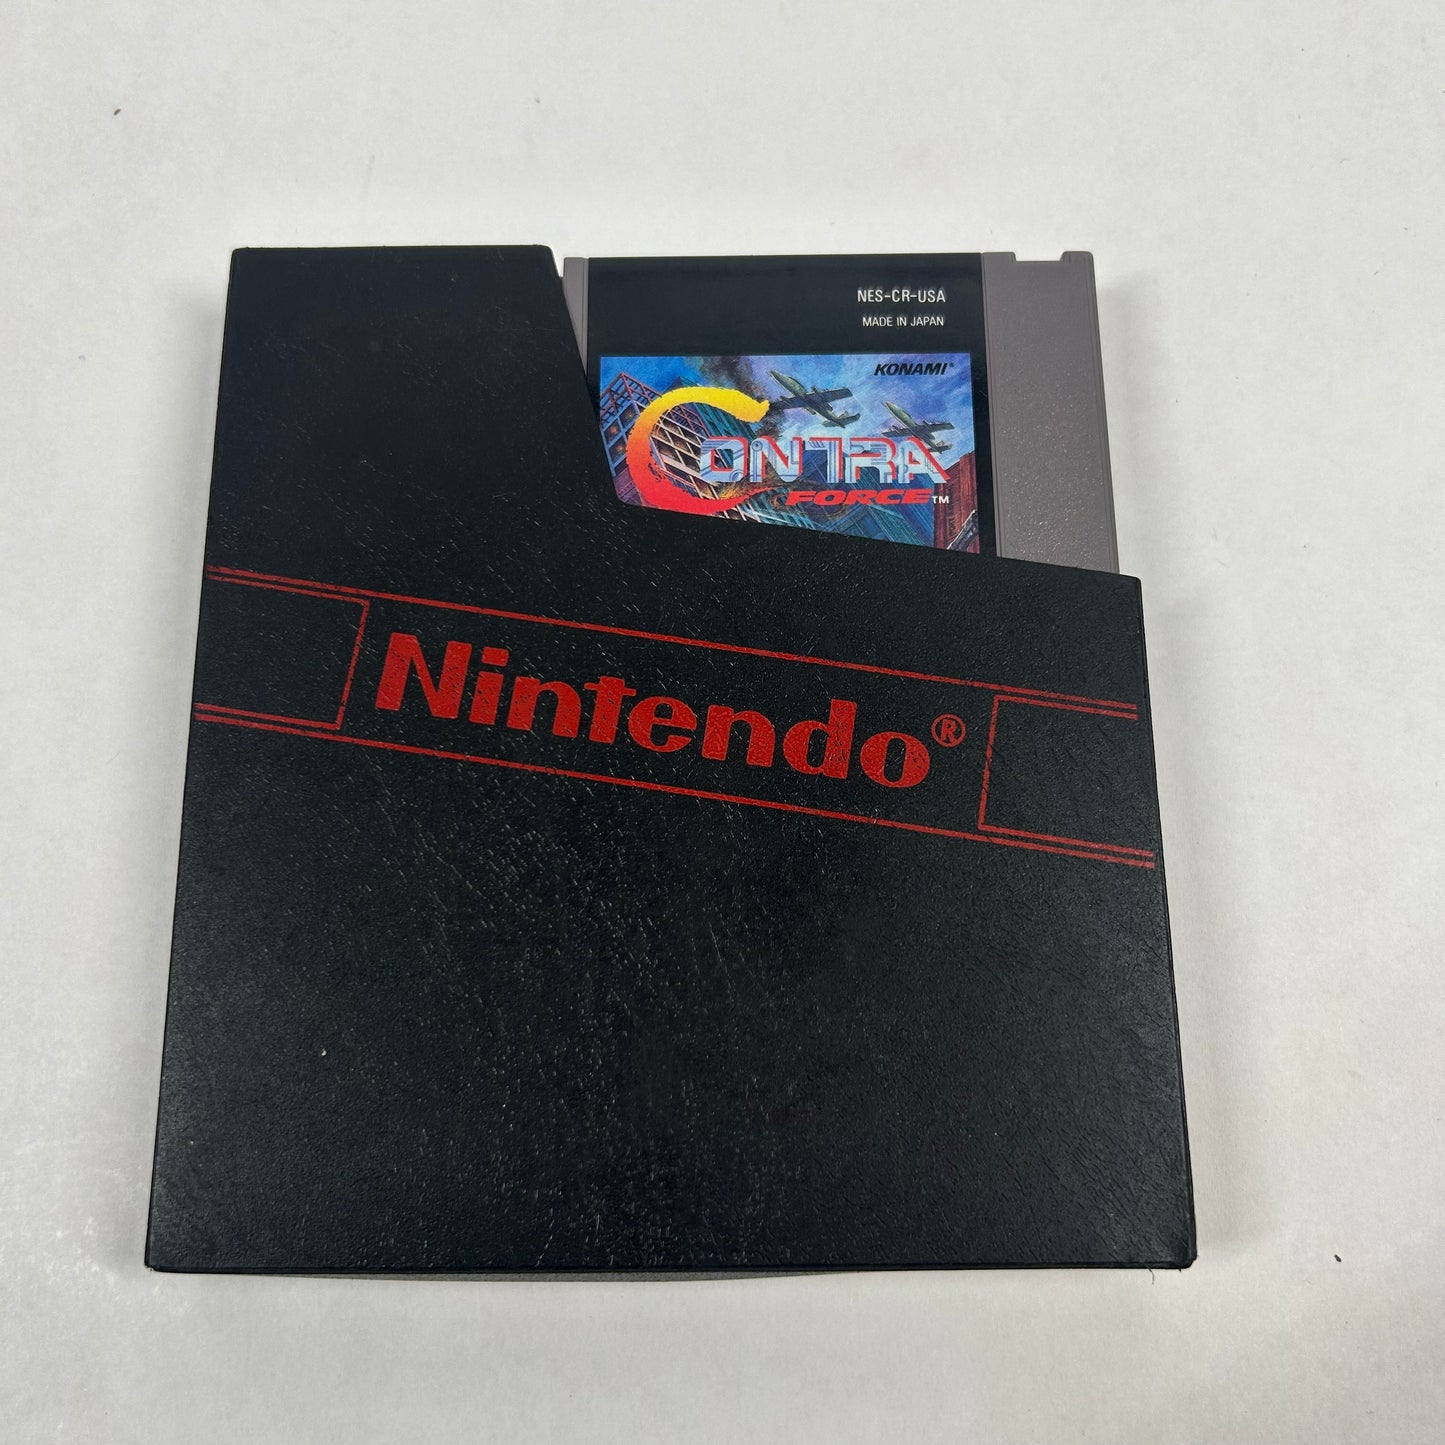 NES-CR-USA
MADE IN JAPAN
KONAMI®
CONTRA
FORCE™
Nintendo®